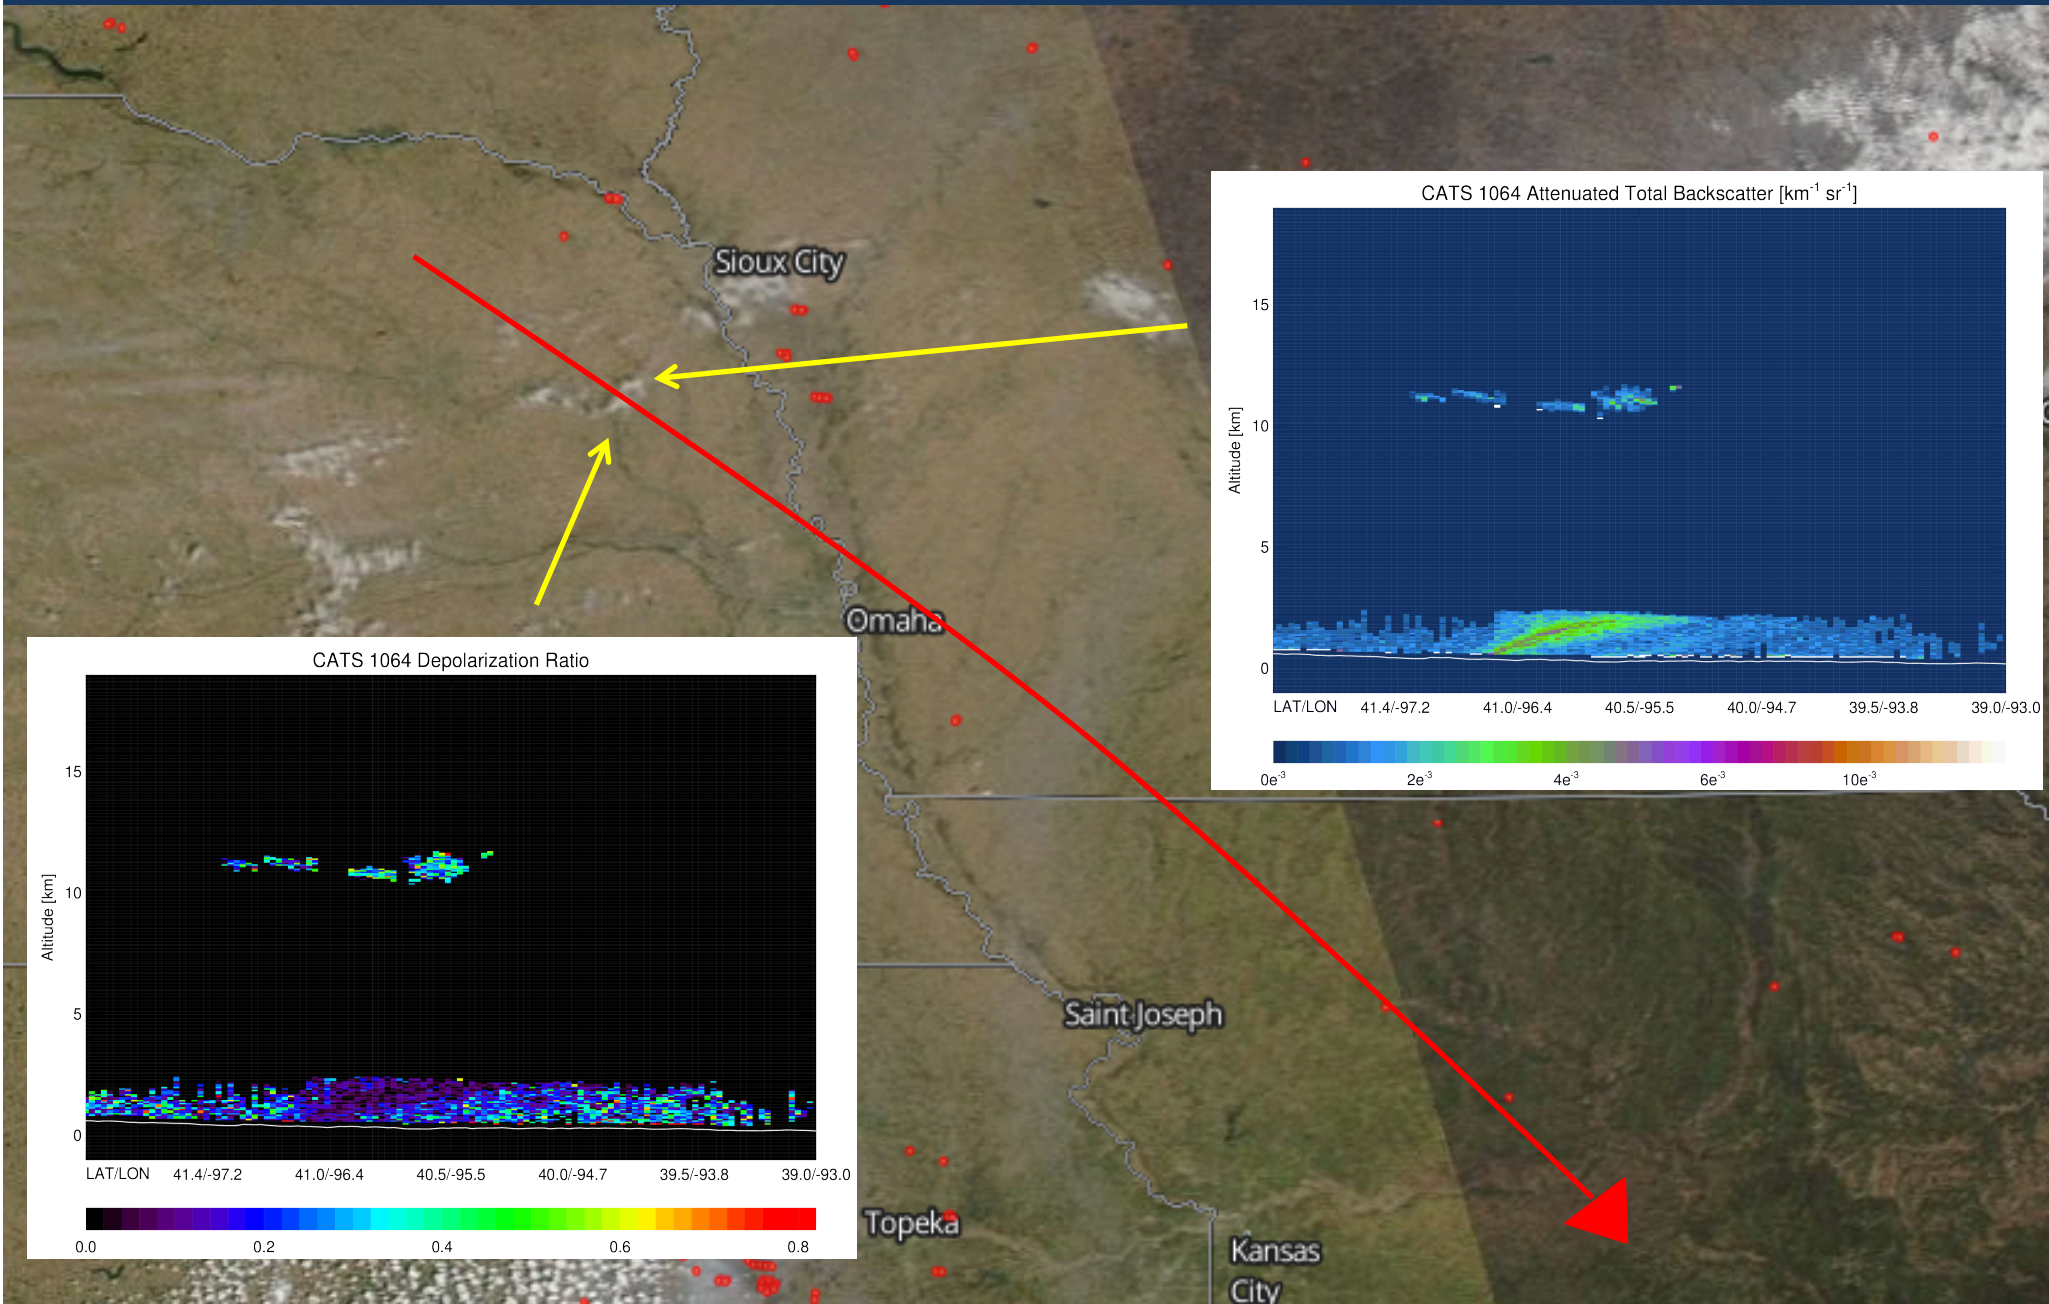 CATS 1064 Attenuated Total Backscatter [km⁻¹ sr⁻¹]
Sioux City
15
10
Altitude [km]
5
0
LAT/LON 41.4/-97.2 41.0/-96.4 40.5/-95.5 40.0/-94.7 39.5/-93.8 39.0/-93.0
0e⁻³ 2e⁻³ 4e⁻³ 6e⁻³ 10e⁻³
Omaha
CATS 1064 Depolarization Ratio
15
10
Altitude [km]
5
0
LAT/LON 41.4/-97.2 41.0/-96.4 40.5/-95.5 40.0/-94.7 39.5/-93.8 39.0/-93.0
0.0 0.2 0.4 0.6 0.8
Saint Joseph
Topeka
Kansas
City